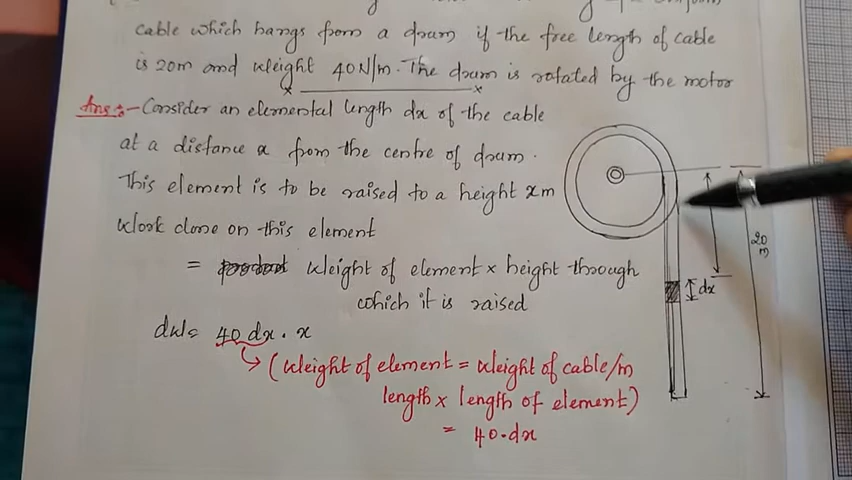 cable which hangs from a drum if the free length of cable
is 20m and weight 40N/m. The drum is rotated by the motor
Ans:- Consider an elemental length dx of the cable
at a distance x from the centre of drum.
This element is to be raised to a height x m
Work done on this element
= weight of element × height through
which it is raised
dw = 40 dx . x
(weight of element = weight of cable/m
length × length of element)
= 40.dx
20
m
dx